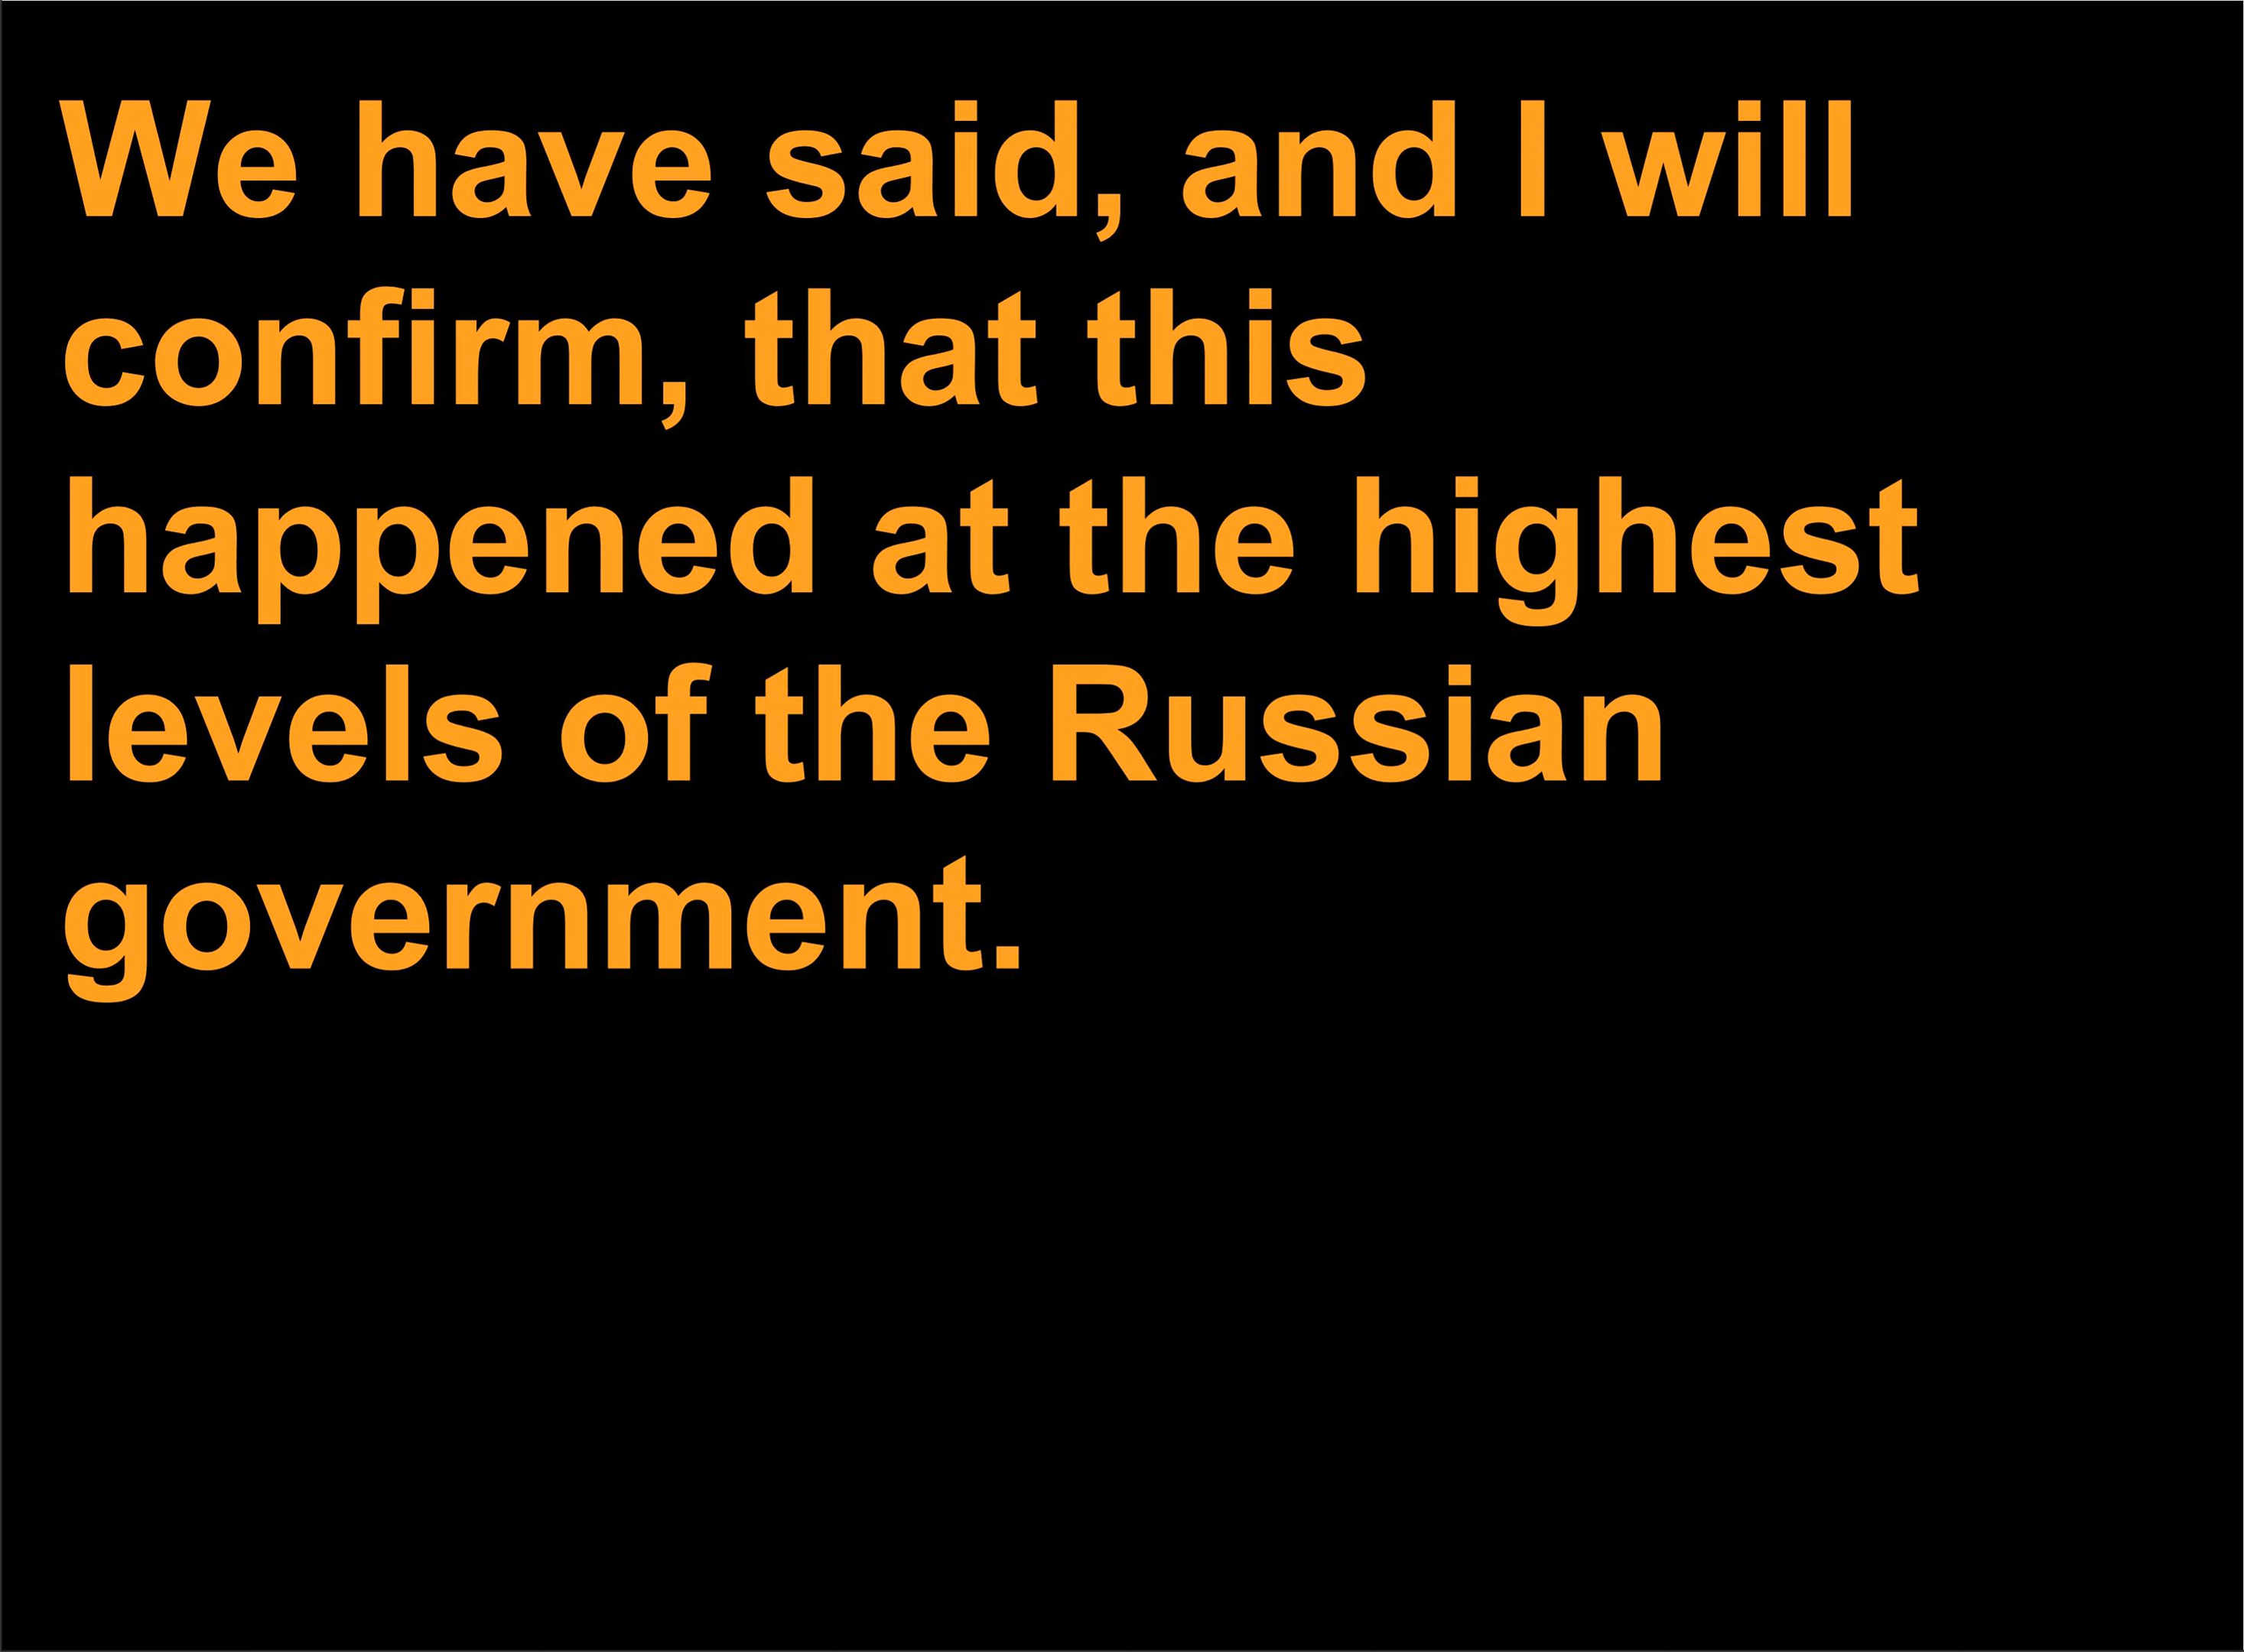 We have said, and I will
confirm, that this
happened at the highest
levels of the Russian
government.